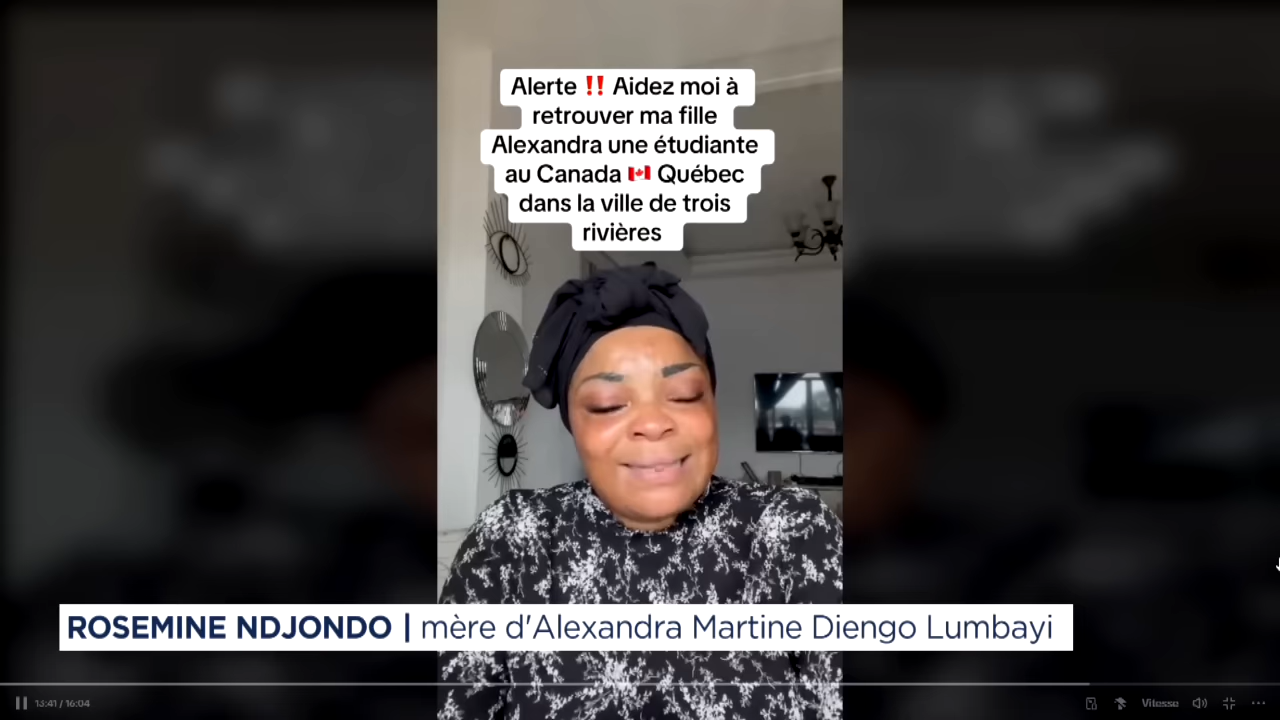 Alerte ‼️ Aidez moi à
retrouver ma fille
Alexandra une étudiante
au Canada 🇨🇦 Québec
dans la ville de trois
rivières
ROSEMINE NDJONDO | mère d'Alexandra Martine Diengo Lumbayi
13:41 / 16:04
Vitesse